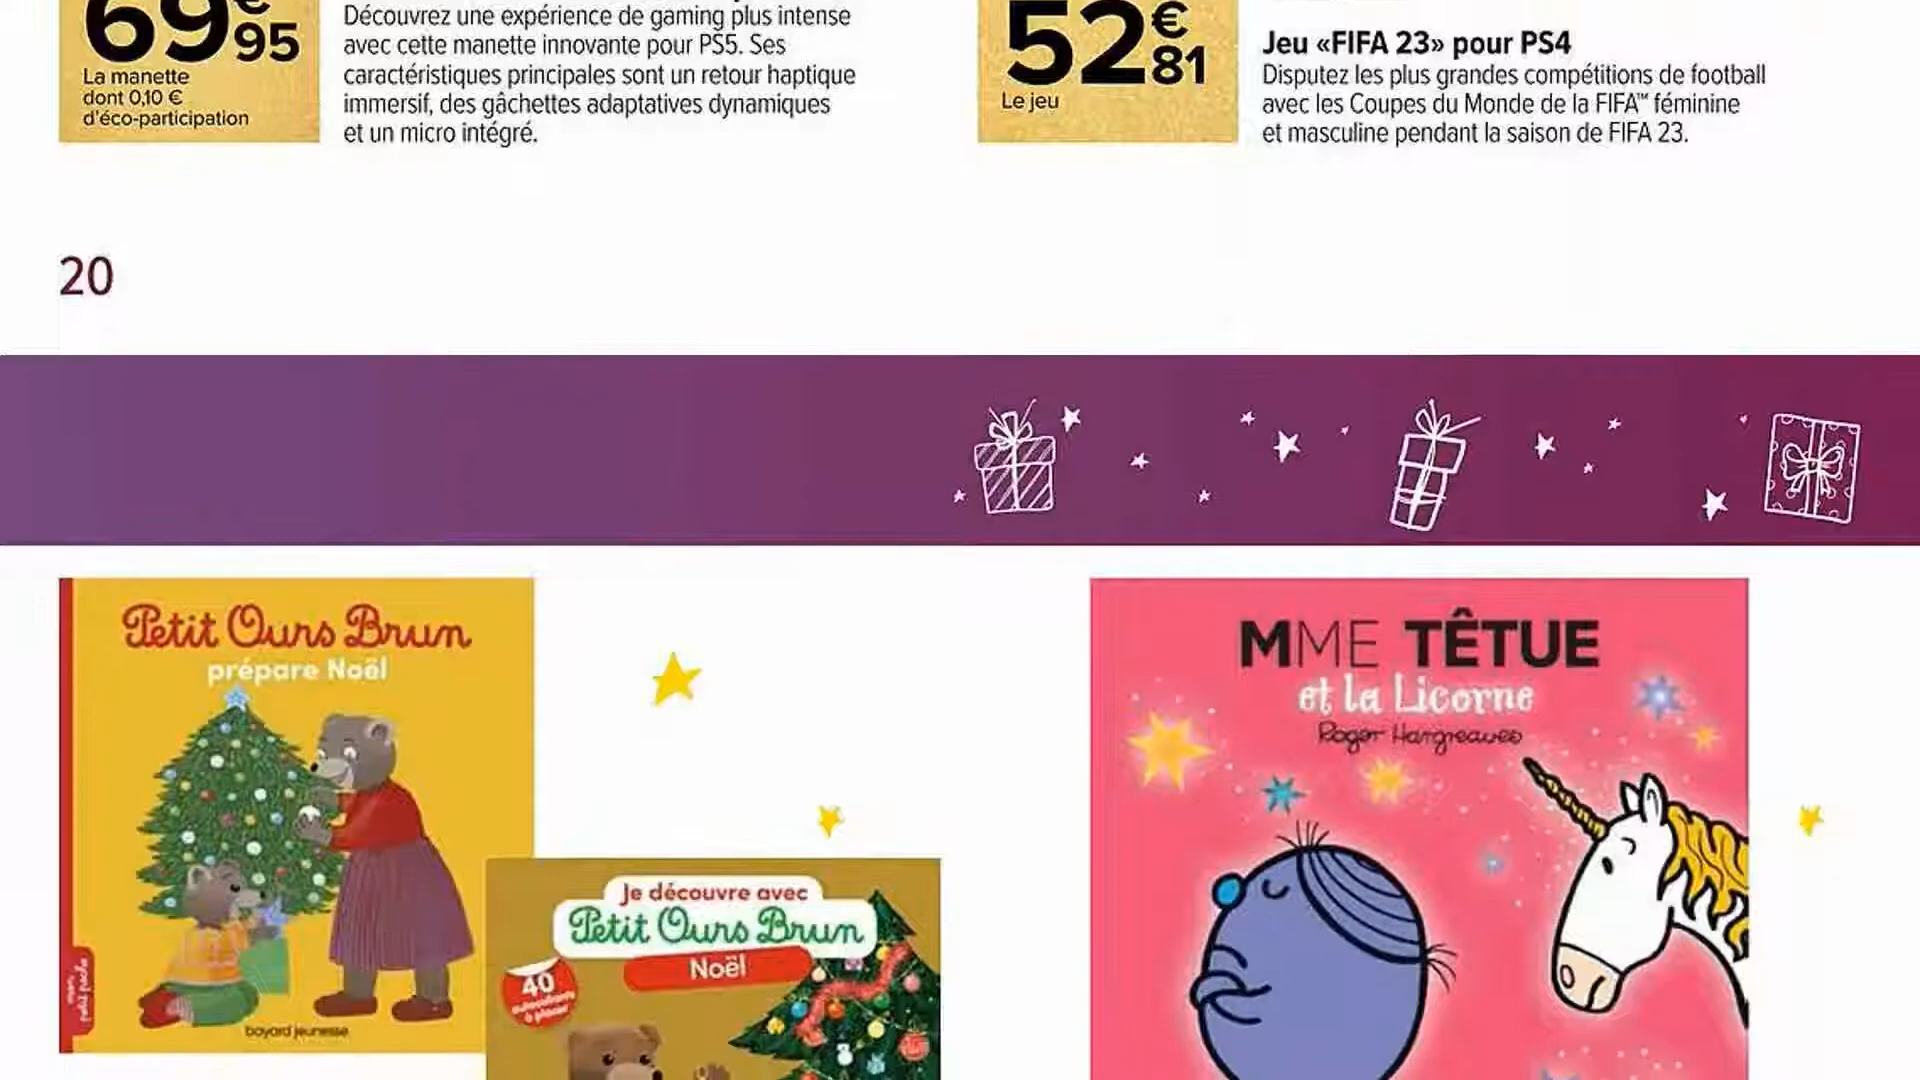 69€95
La manette
dont 0,10 €
d'éco-participation
Découvrez une expérience de gaming plus intense
avec cette manette innovante pour PS5. Ses
caractéristiques principales sont un retour haptique
immersif, des gâchettes adaptatives dynamiques
et un micro intégré.
52€81
Le jeu
Jeu «FIFA 23» pour PS4
Disputez les plus grandes compétitions de football
avec les Coupes du Monde de la FIFA™ féminine
et masculine pendant la saison de FIFA 23.
20
Petit Ours Brun
prépare Noël
bayard jeunesse
Je découvre avec
Petit Ours Brun
Noël
40
autocollants
à placer
MME TÊTUE
et la Licorne
Roger Hargreaves